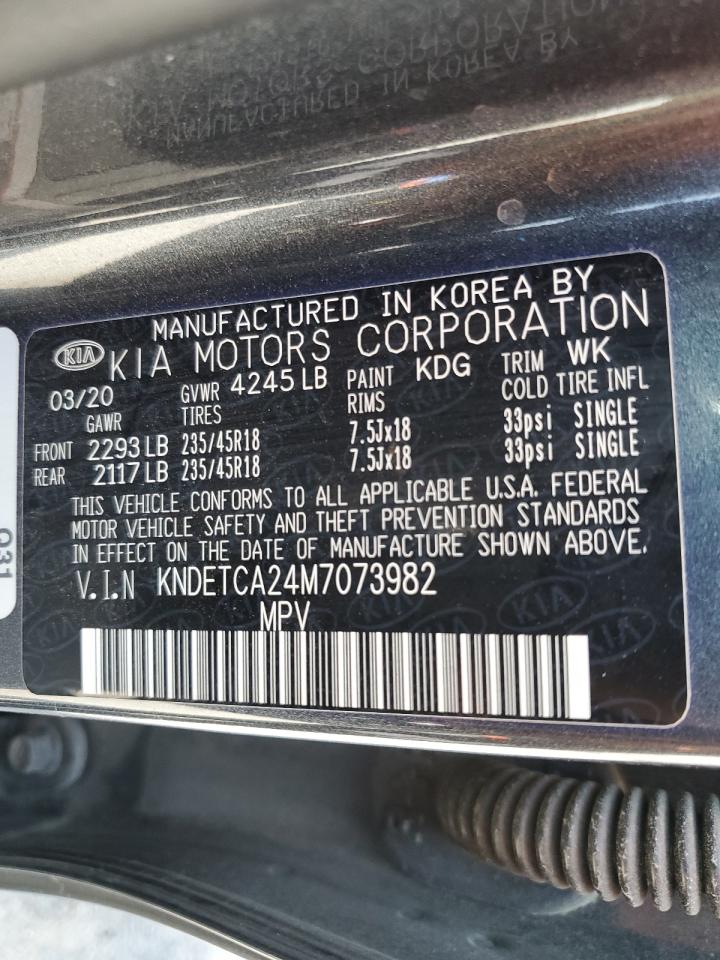 MANUFACTURED IN KOREA BY
KIA KIA MOTORS CORPORATION
03/20 GVWR 4245 LB PAINT KDG TRIM WK
GAWR TIRES RIMS COLD TIRE INFL
FRONT 2293 LB 235/45R18 7.5Jx18 33psi SINGLE
REAR 2117 LB 235/45R18 7.5Jx18 33psi SINGLE
THIS VEHICLE CONFORMS TO ALL APPLICABLE U.S.A. FEDERAL
MOTOR VEHICLE SAFETY AND THEFT PREVENTION STANDARDS
IN EFFECT ON THE DATE OF MANUFACTURE SHOWN ABOVE.
V.I.N KNDETCA24M7073982
MPV